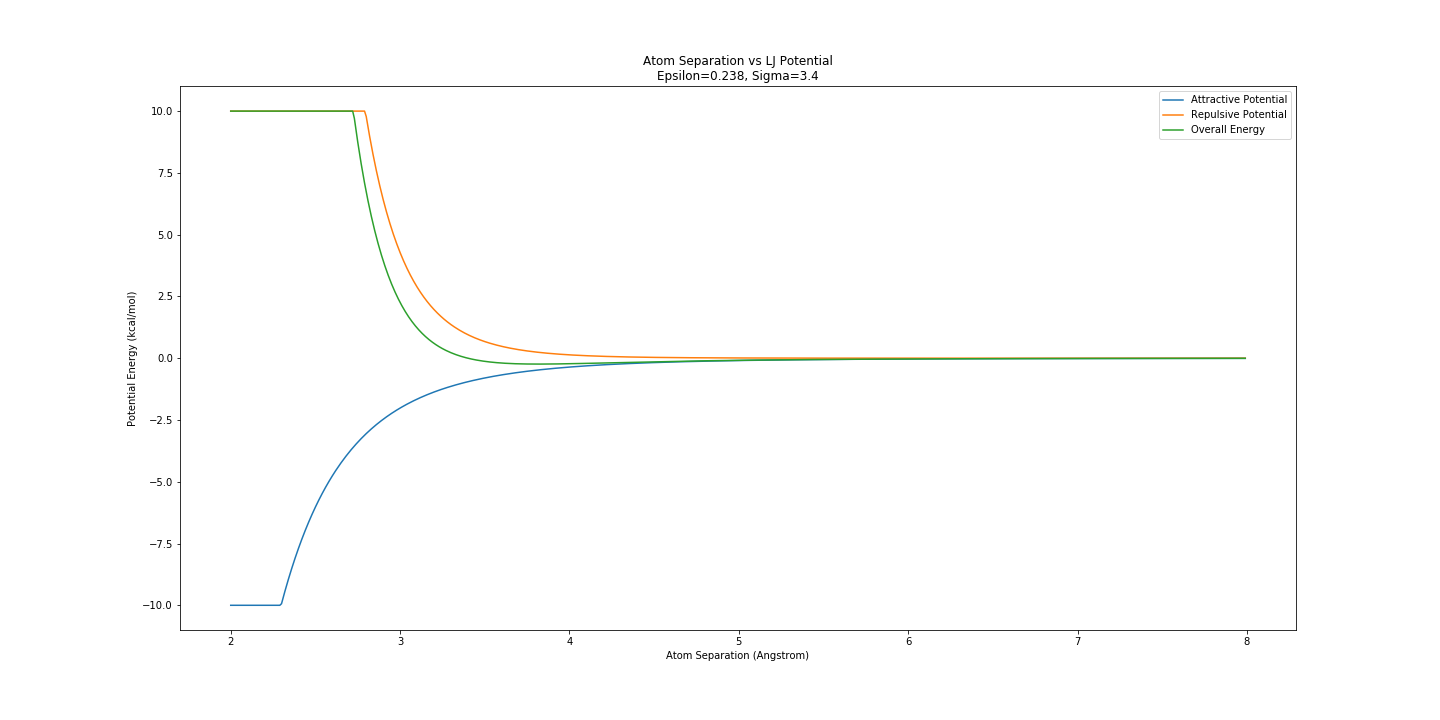 Atom Separation vs LJ Potential
Epsilon=0.238, Sigma=3.4
Attractive Potential
Repulsive Potential
Overall Energy
Potential Energy (kcal/mol)
10.0
7.5
5.0
2.5
0.0
−2.5
−5.0
−7.5
−10.0
2 3 4 5 6 7 8
Atom Separation (Angstrom)